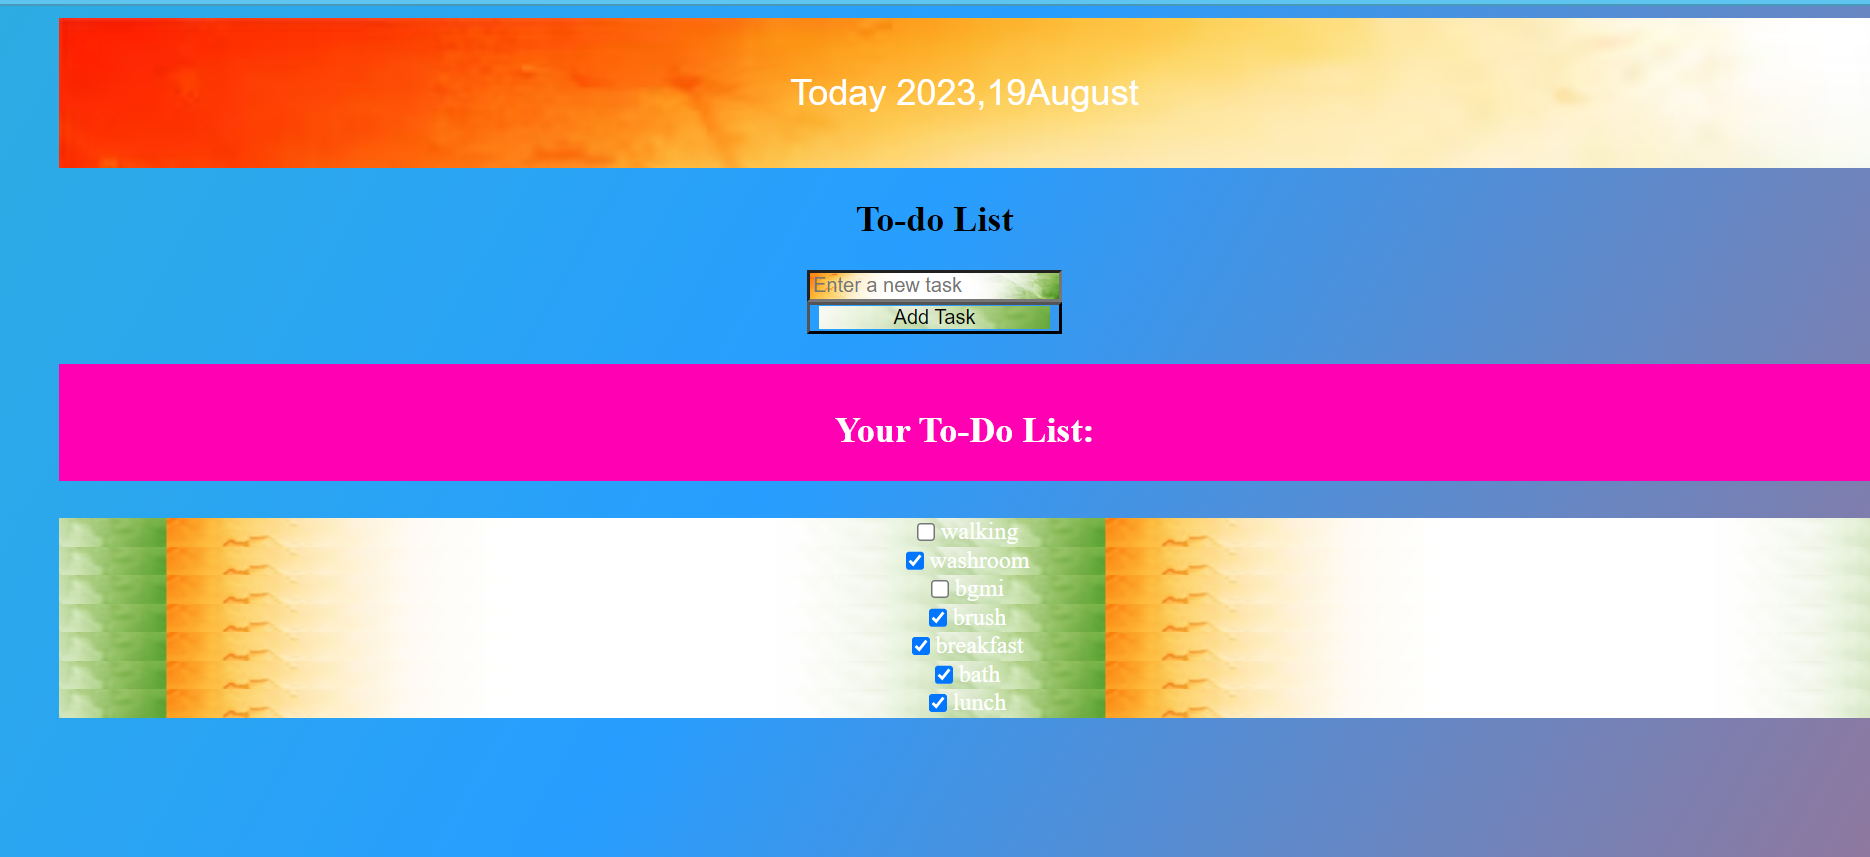 Today 2023,19August
To-do List
Enter a new task
Add Task
Your To-Do List:
walking
washroom
bgmi
brush
breakfast
bath
lunch